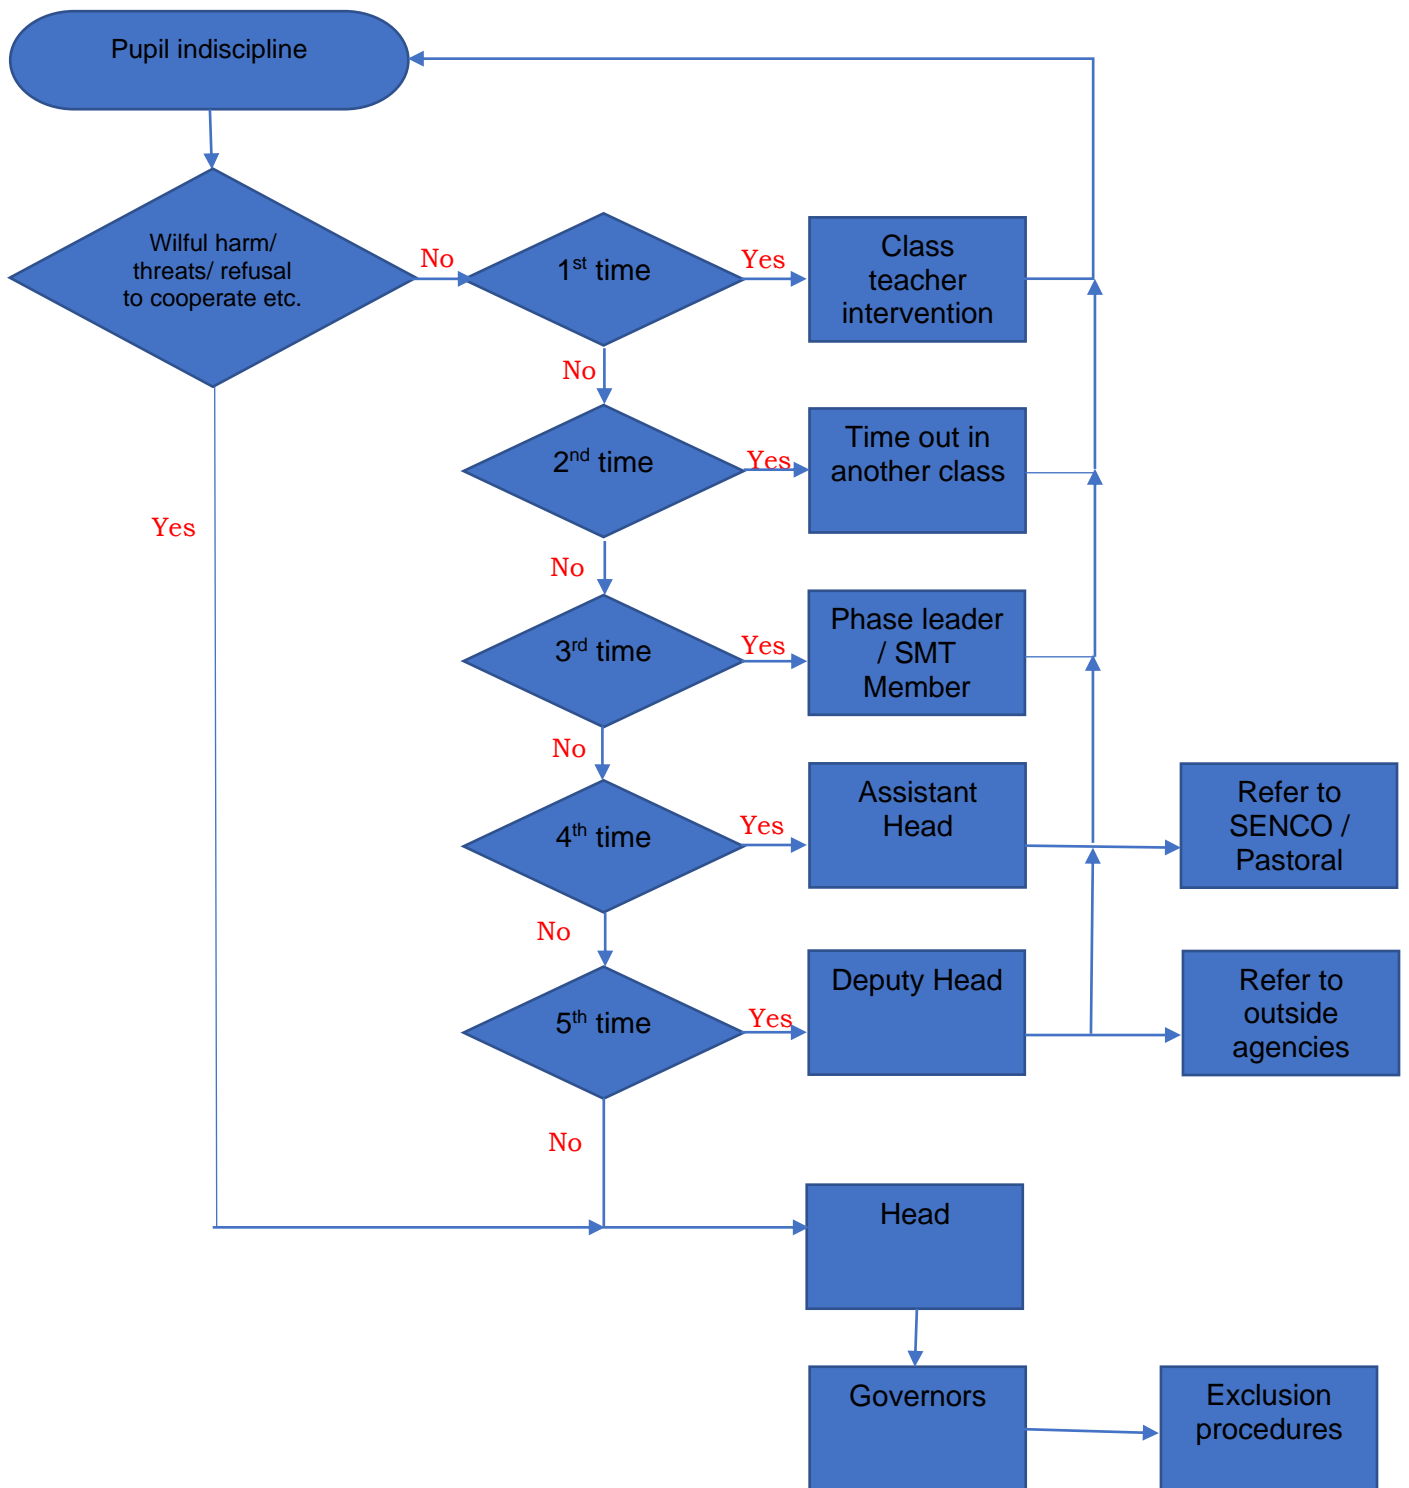 Pupil indiscipline
Wilful harm/
threats/ refusal
to cooperate etc.
No
1st time
Yes
Class
teacher
intervention
No
2nd time
Yes
Time out in
another class
Yes
No
3rd time
Yes
Phase leader
/ SMT
Member
No
4th time
Yes
Assistant
Head
Refer to
SENCO /
Pastoral
No
5th time
Yes
Deputy Head
Refer to
outside
agencies
No
Head
Governors
Exclusion
procedures